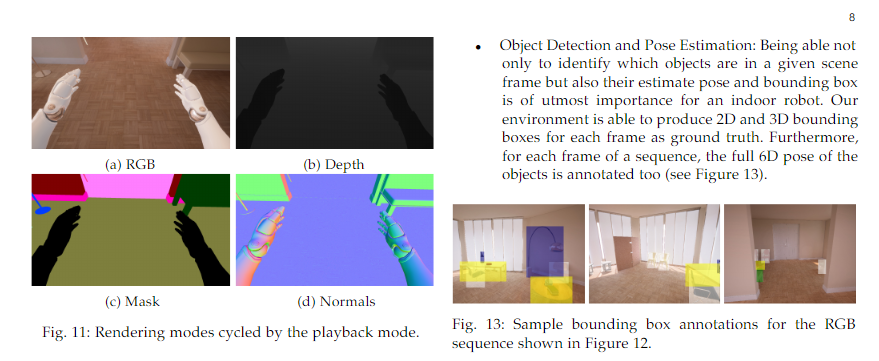 8
(a) RGB
(b) Depth
(c) Mask
(d) Normals
Fig. 11: Rendering modes cycled by the playback mode.
• Object Detection and Pose Estimation: Being able not
only to identify which objects are in a given scene
frame but also their estimate pose and bounding box
is of utmost importance for an indoor robot. Our
environment is able to produce 2D and 3D bounding
boxes for each frame as ground truth. Furthermore,
for each frame of a sequence, the full 6D pose of the
objects is annotated too (see Figure 13).
Fig. 13: Sample bounding box annotations for the RGB
sequence shown in Figure 12.